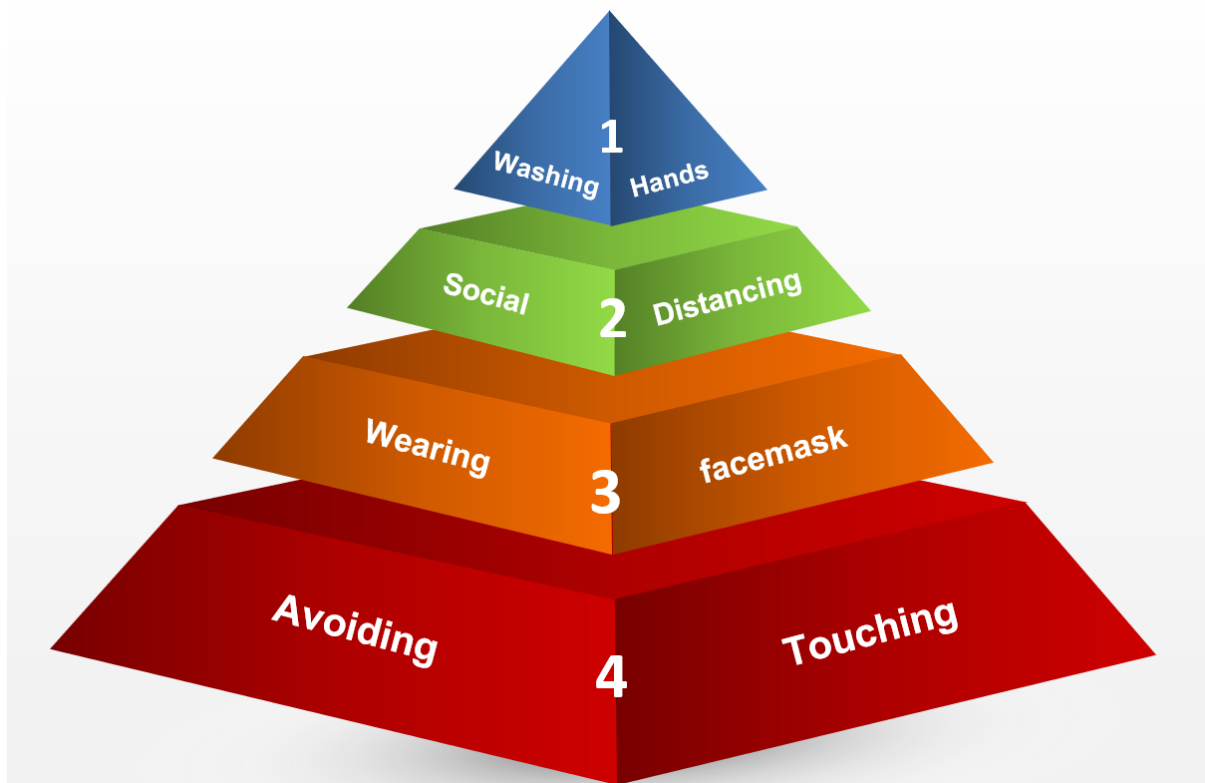 1
Washing Hands
2
Social Distancing
3
Wearing facemask
4
Avoiding Touching